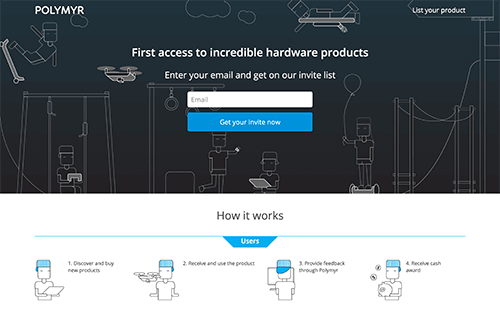 POLYMYR
List your product
First access to incredible hardware products
Enter your email and get on our invite list
Email
Get your invite now
How it works
Users
1. Discover and buy
new products
2. Receive and use the product
3. Provide feedback
through Polymyr
4. Receive cash
award